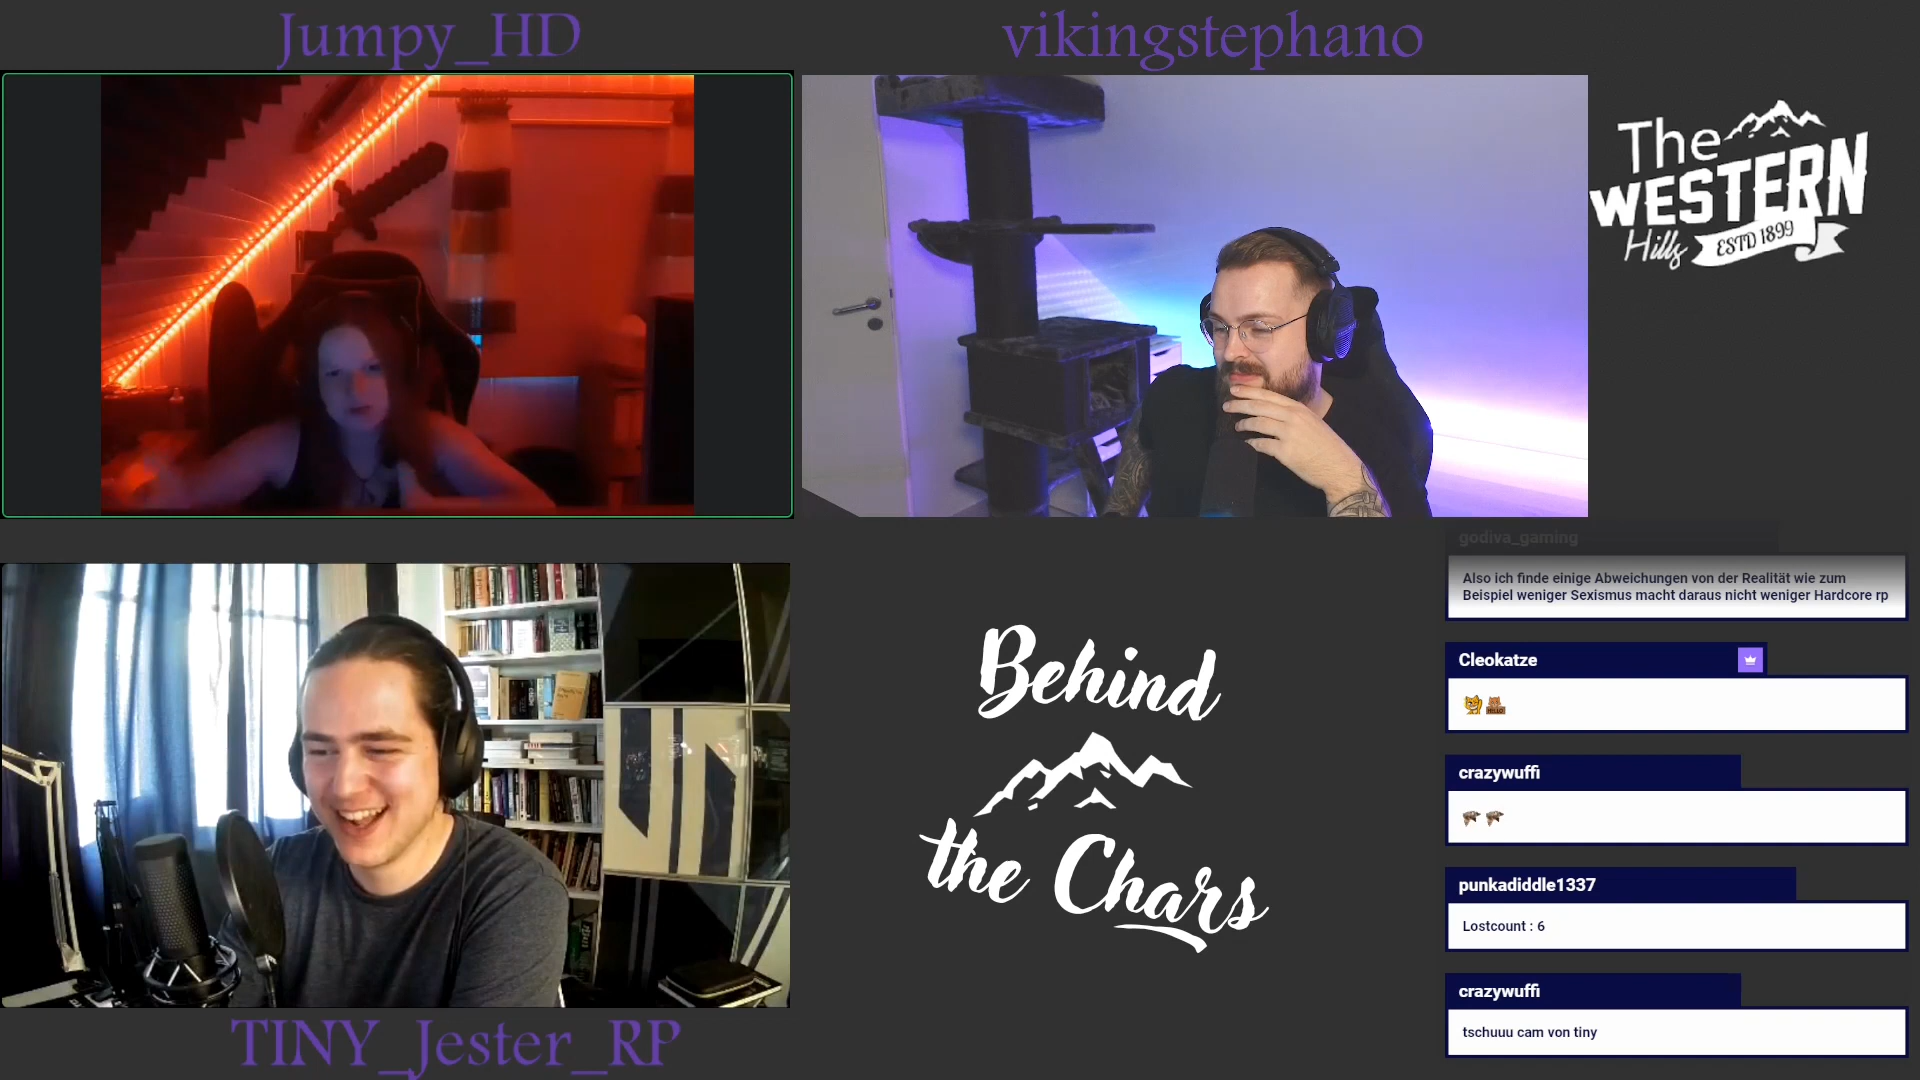 Jumpy_HD
vikingstephano
The
WESTERN
Hills
ESTD 1899
godiva_gaming
Also ich finde einige Abweichungen von der Realität wie zum
Beispiel weniger Sexismus macht daraus nicht weniger Hardcore rp
Cleokatze
HELLO
crazywuffi
punkadiddle1337
Lostcount : 6
crazywuffi
tschuuu cam von tiny
Behind
the Chars
TINY_Jester_RP